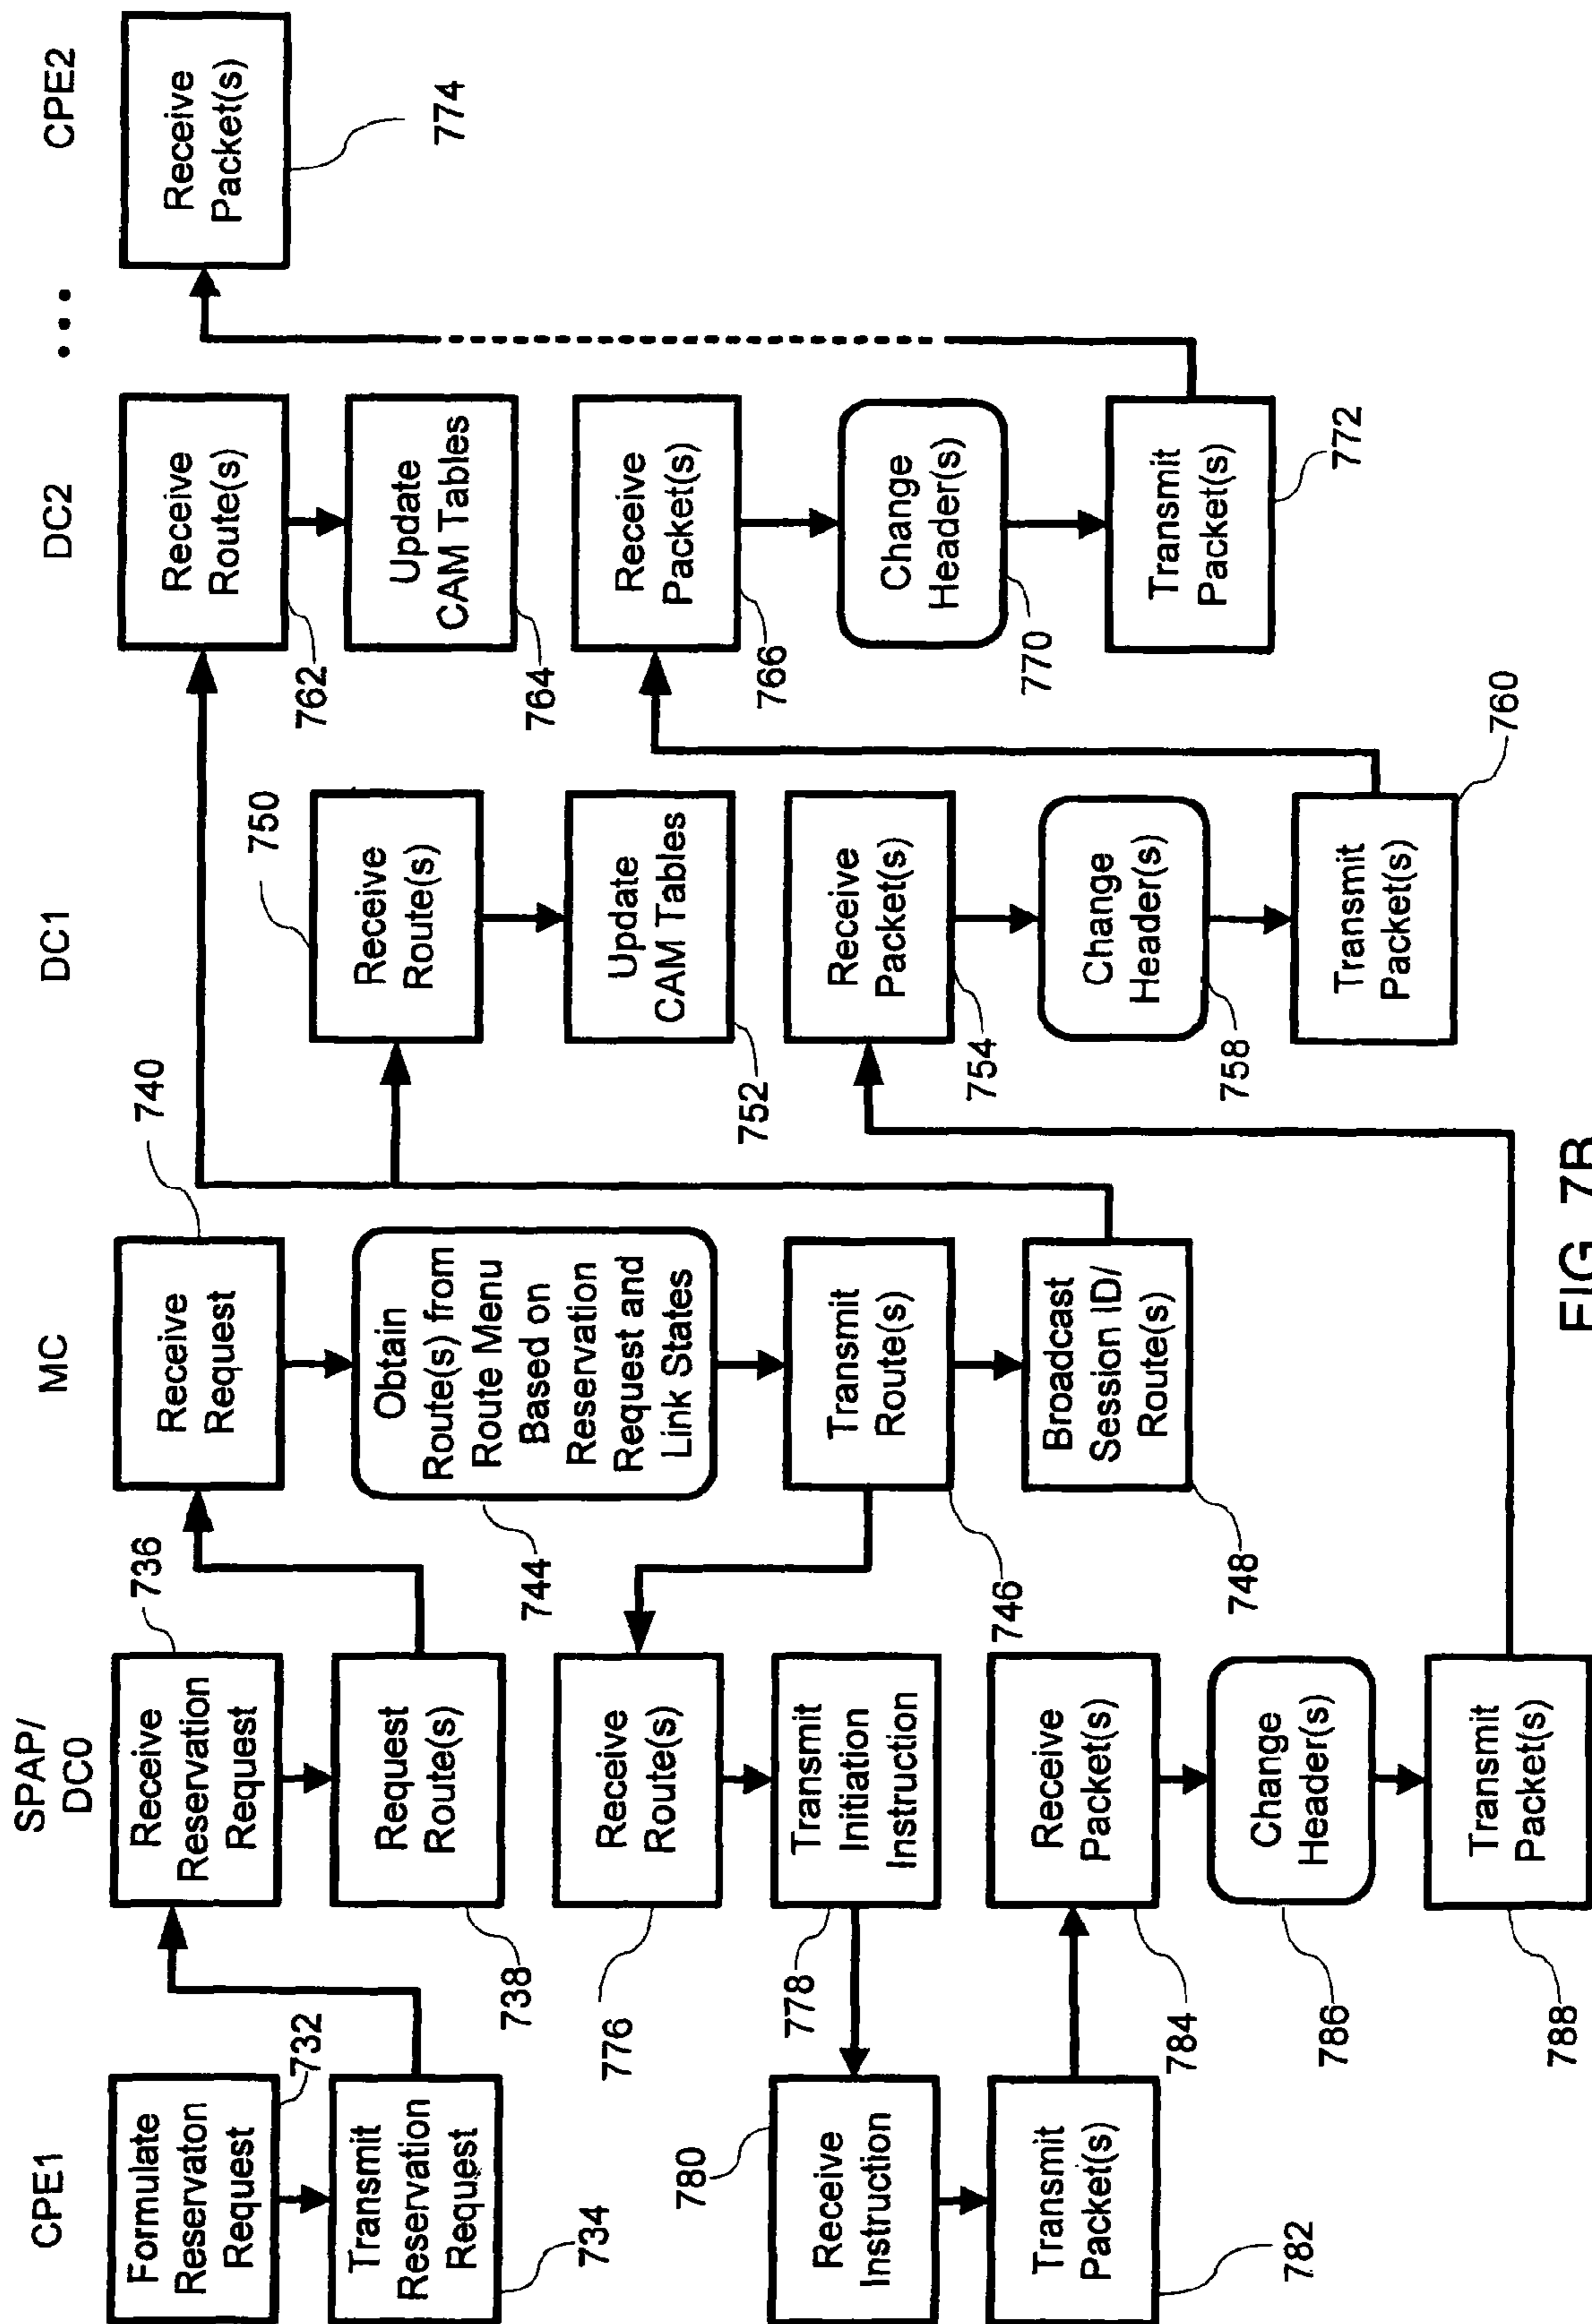 CPE1
Formulate
Reservaton
Request
732
Transmit
Reservation
Request
734
780
Receive
Instruction
Transmit
Packet(s)
782
SPAP/
DC0
736
Receive
Reservation
Request
Request
Route(s)
738
Receive
Route(s)
776
Transmit
Initiation
Instruction
778
Receive
Packet(s)
784
Change
Header(s)
786
Transmit
Packet(s)
788
MC
740
Receive
Request
Obtain
Route(s) from
Route Menu
Based on
Reservation
Request and
Link States
744
Transmit
Route(s)
746
Broadcast
Session ID/
Route(s)
748
DC1
750
Receive
Route(s)
Update
CAM Tables
752
Receive
Packet(s)
754
Change
Header(s)
758
Transmit
Packet(s)
760
DC2
Receive
Route(s)
762
Update
CAM Tables
764
Receive
Packet(s)
766
Change
Header(s)
770
Transmit
Packet(s)
772
...
CPE2
Receive
Packet(s)
774
FIG. 7B